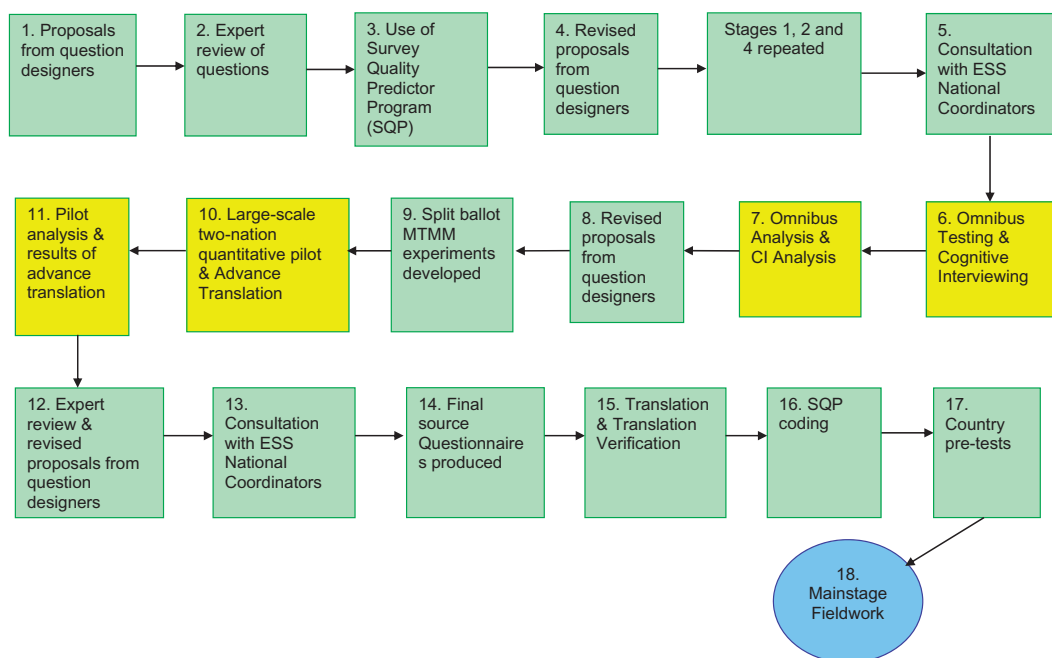 1. Proposals
from question
designers
2. Expert
review of
questions
3. Use of
Survey
Quality
Predictor
Program
(SQP)
4. Revised
proposals
from
question
designers
Stages 1, 2 and
4 repeated
5.
Consultation
with ESS
National
Coordinators
11. Pilot
analysis &
results of
advance
translation
10. Large-scale
two-nation
quantitative pilot
& Advance
Translation
9. Split ballot
MTMM
experiments
developed
8. Revised
proposals
from
question
designers
7. Omnibus
Analysis &
CI Analysis
6. Omnibus
Testing &
Cognitive
Interviewing
12. Expert
review &
revised
proposals from
question
designers
13.
Consultation
with ESS
National
Coordinators
14. Final
source
Questionnaire
s produced
15. Translation
& Translation
Verification
16. SQP
coding
17.
Country
pre-tests
18.
Mainstage
Fieldwork